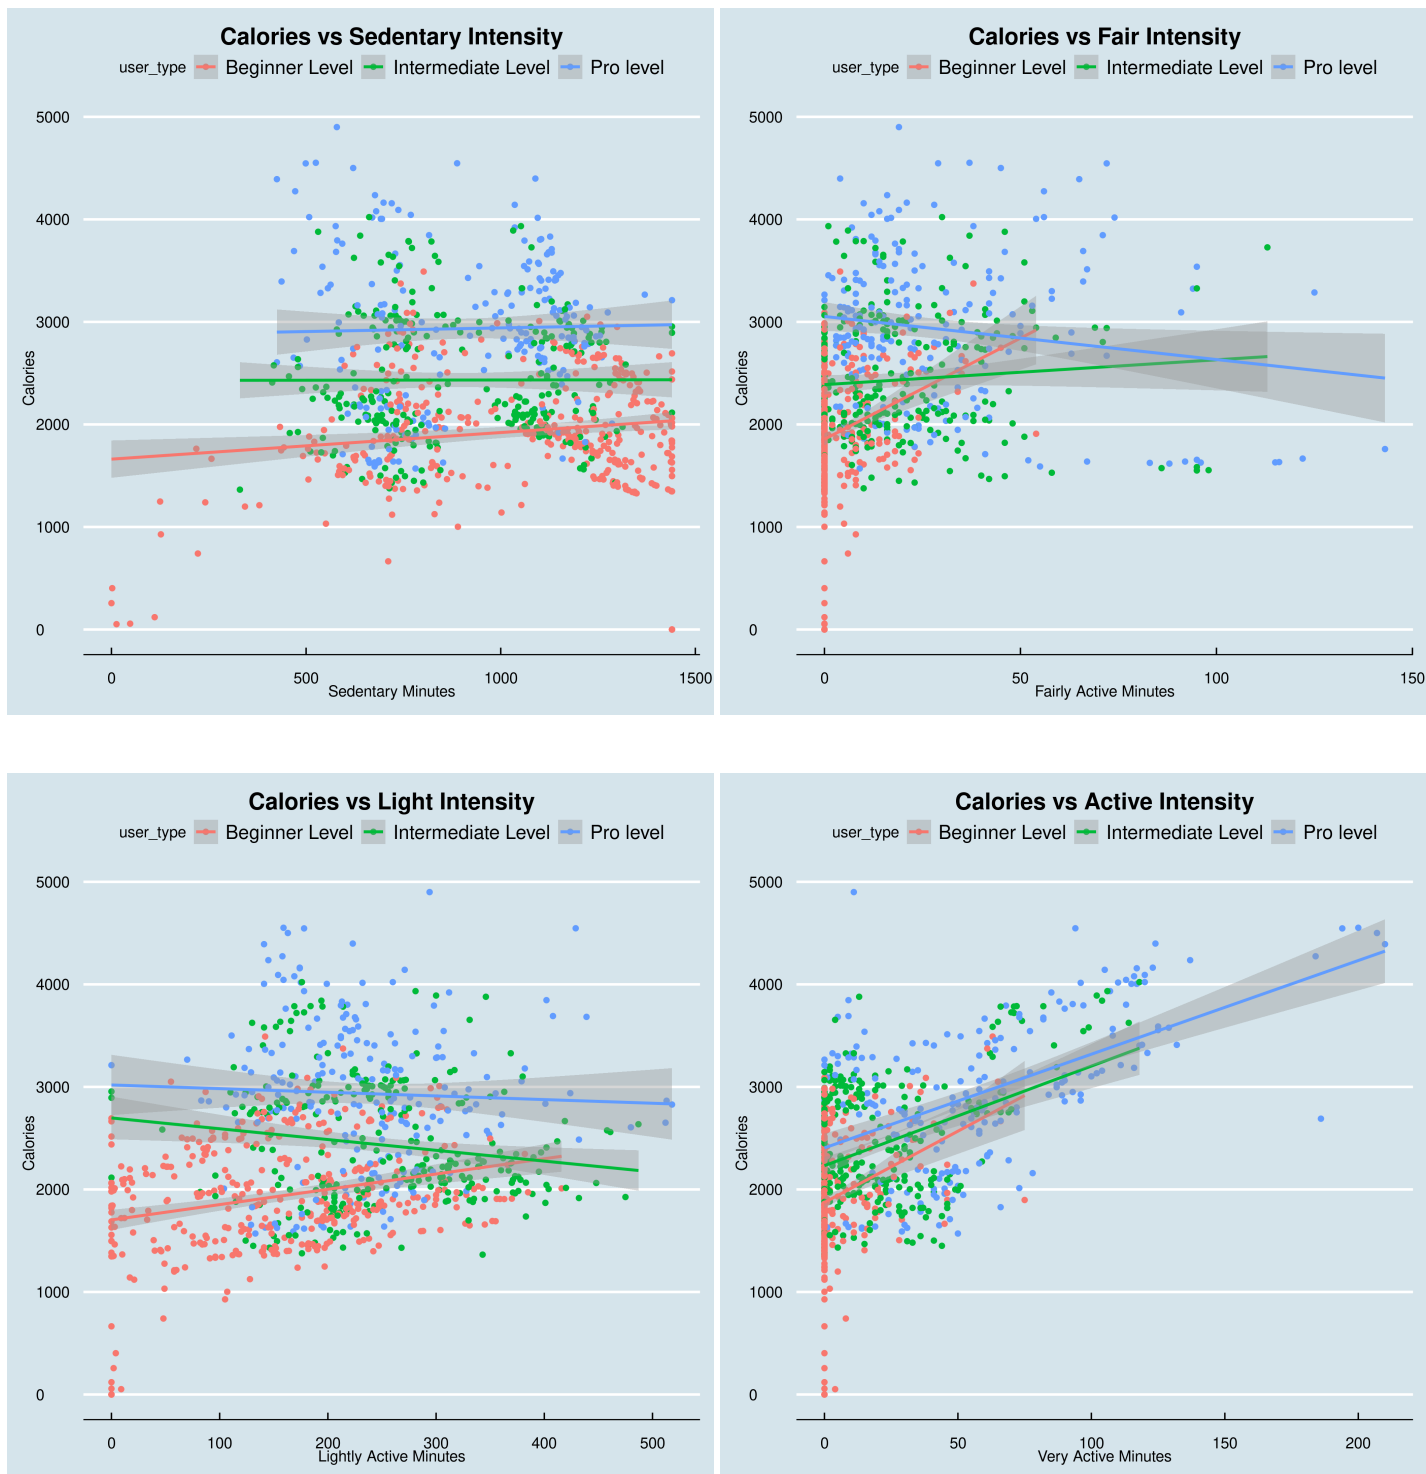 Calories vs Sedentary Intensity
user_type Beginner Level Intermediate Level Pro level
5000
4000
3000
2000
1000
0
Calories
0 500 1000 1500
Sedentary Minutes
Calories vs Fair Intensity
user_type Beginner Level Intermediate Level Pro level
5000
4000
3000
2000
1000
0
Calories
0 50 100 150
Fairly Active Minutes
Calories vs Light Intensity
user_type Beginner Level Intermediate Level Pro level
5000
4000
3000
2000
1000
0
Calories
0 100 200 300 400 500
Lightly Active Minutes
Calories vs Active Intensity
user_type Beginner Level Intermediate Level Pro level
5000
4000
3000
2000
1000
0
Calories
0 50 100 150 200
Very Active Minutes